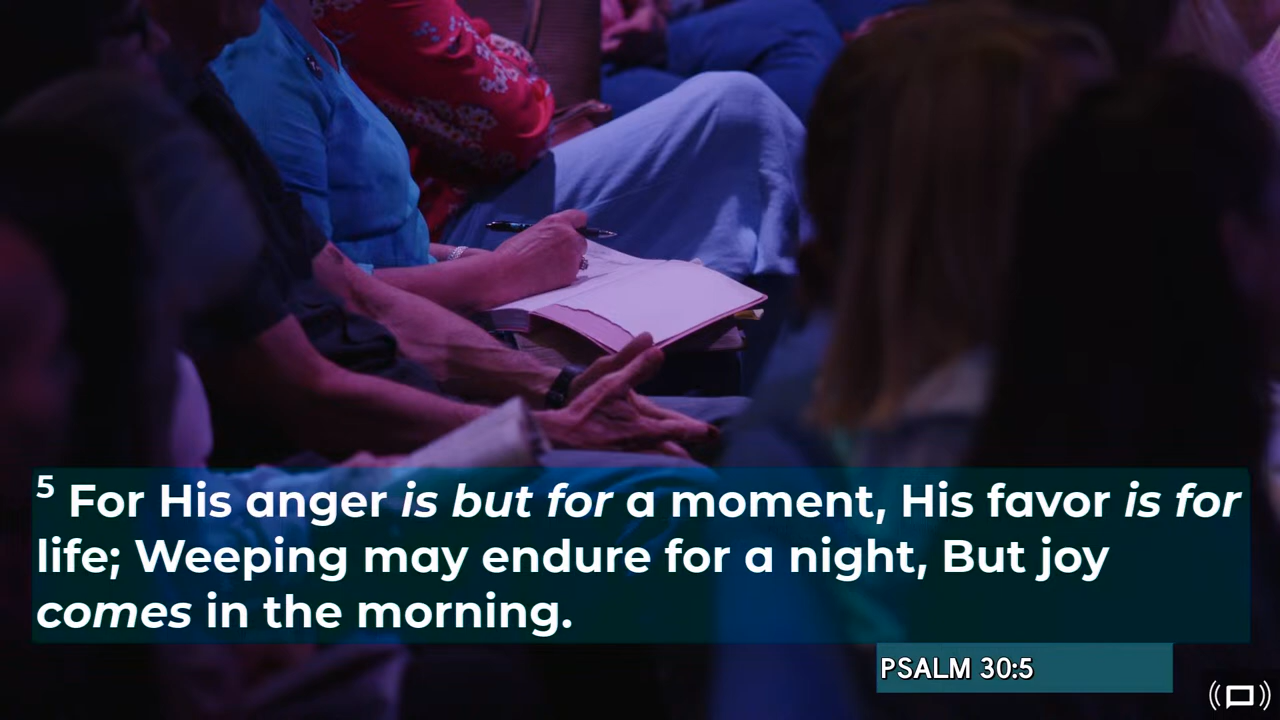 5 For His anger is but for a moment, His favor is for
life; Weeping may endure for a night, But joy
comes in the morning.
PSALM 30:5